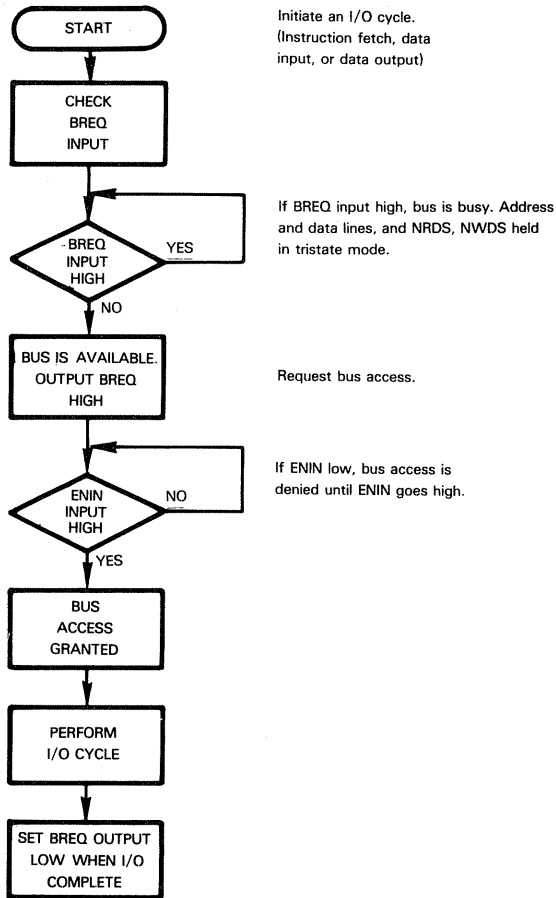 START
Initiate an I/O cycle.
(Instruction fetch, data
input, or data output)
CHECK
BREQ
INPUT
If BREQ input high, bus is busy. Address
and data lines, and NRDS, NWDS held
in tristate mode.
BREQ
INPUT
HIGH
YES
NO
BUS IS AVAILABLE.
OUTPUT BREQ
HIGH
Request bus access.
If ENIN low, bus access is
denied until ENIN goes high.
ENIN
INPUT
HIGH
NO
YES
BUS
ACCESS
GRANTED
PERFORM
I/O CYCLE
SET BREQ OUTPUT
LOW WHEN I/O
COMPLETE